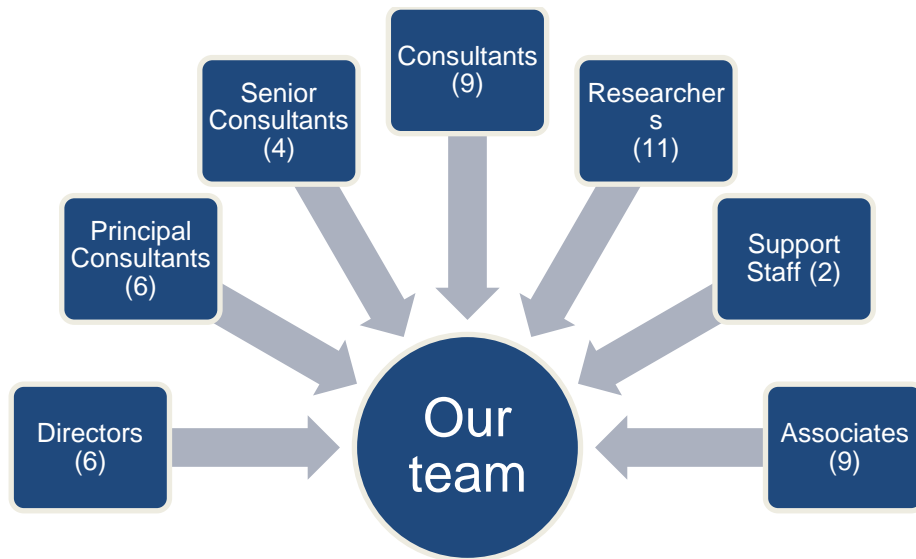 Consultants
(9)
Senior
Consultants
(4)
Researcher
s
(11)
Principal
Consultants
(6)
Support
Staff (2)
Directors
(6)
Our
team
Associates
(9)